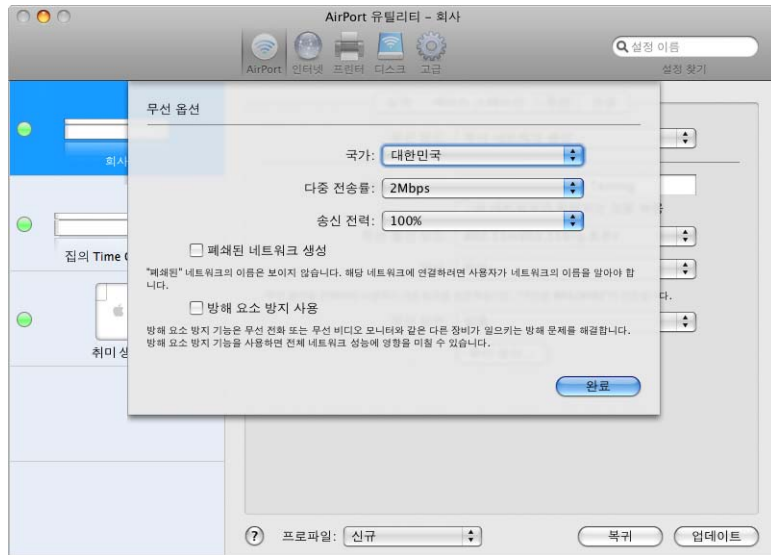 AirPort 유틸리티 – 회사
AirPort 인터넷 프린터 디스크 고급
설정 이름
설정 찾기
회사
집의 Time
취미
무선 옵션
국가: 대한민국
다중 전송률: 2Mbps
송신 전력: 100%
폐쇄된 네트워크 생성
"폐쇄된" 네트워크의 이름은 보이지 않습니다. 해당 네트워크에 연결하려면 사용자가 네트워크의 이름을 알아야 합
니다.
방해 요소 방지 사용
방해 요소 방지 기능은 무선 전화 또는 무선 비디오 모니터와 같은 다른 장비가 일으키는 방해 문제를 해결합니다.
방해 요소 방지 기능을 사용하면 전체 네트워크 성능에 영향을 미칠 수 있습니다.
완료
? 프로파일: 신규
복귀
업데이트